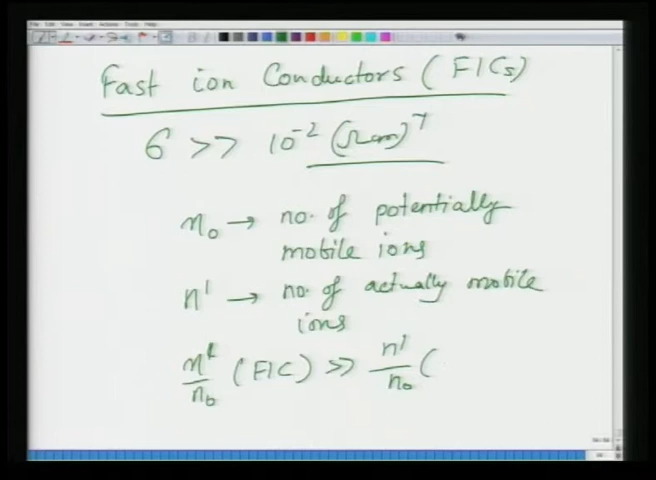 Fast ion Conductors (FICs)
σ >> 10⁻² (Ωcm)⁻¹
n₀ → no. of potentially
mobile ions
n' → no. of actually mobile
ions
n'/n₀ (FIC) >> n'/n₀ (